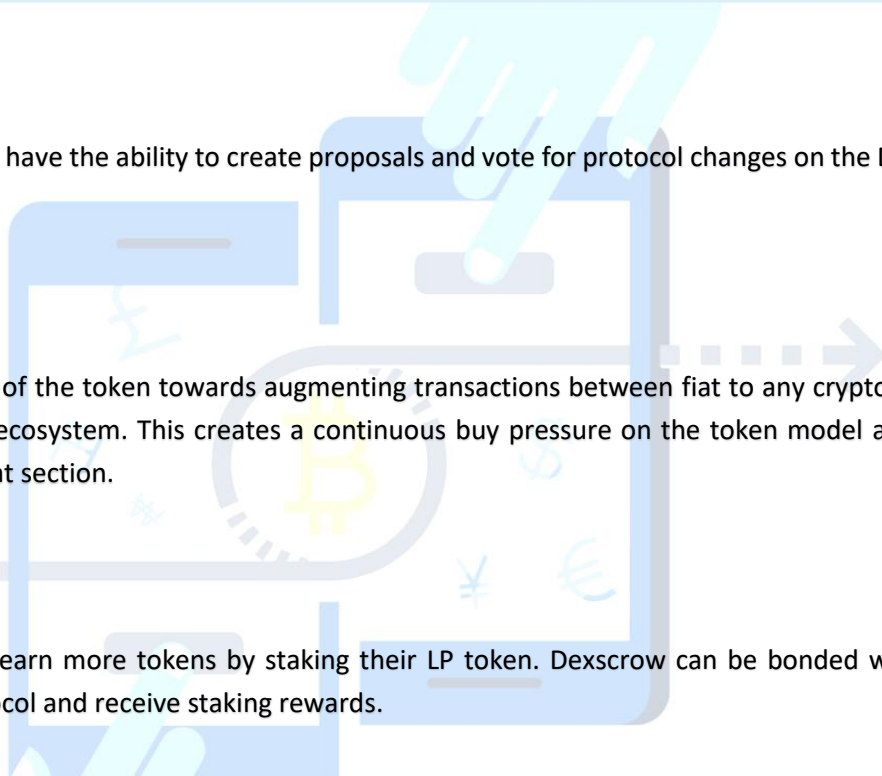 have the ability to create proposals and vote for protocol changes on the
of the token towards augmenting transactions between fiat to any crypto
ecosystem. This creates a continuous buy pressure on the token model
section.
earn more tokens by staking their LP token. Dexscrow can be bonded
and receive staking rewards.